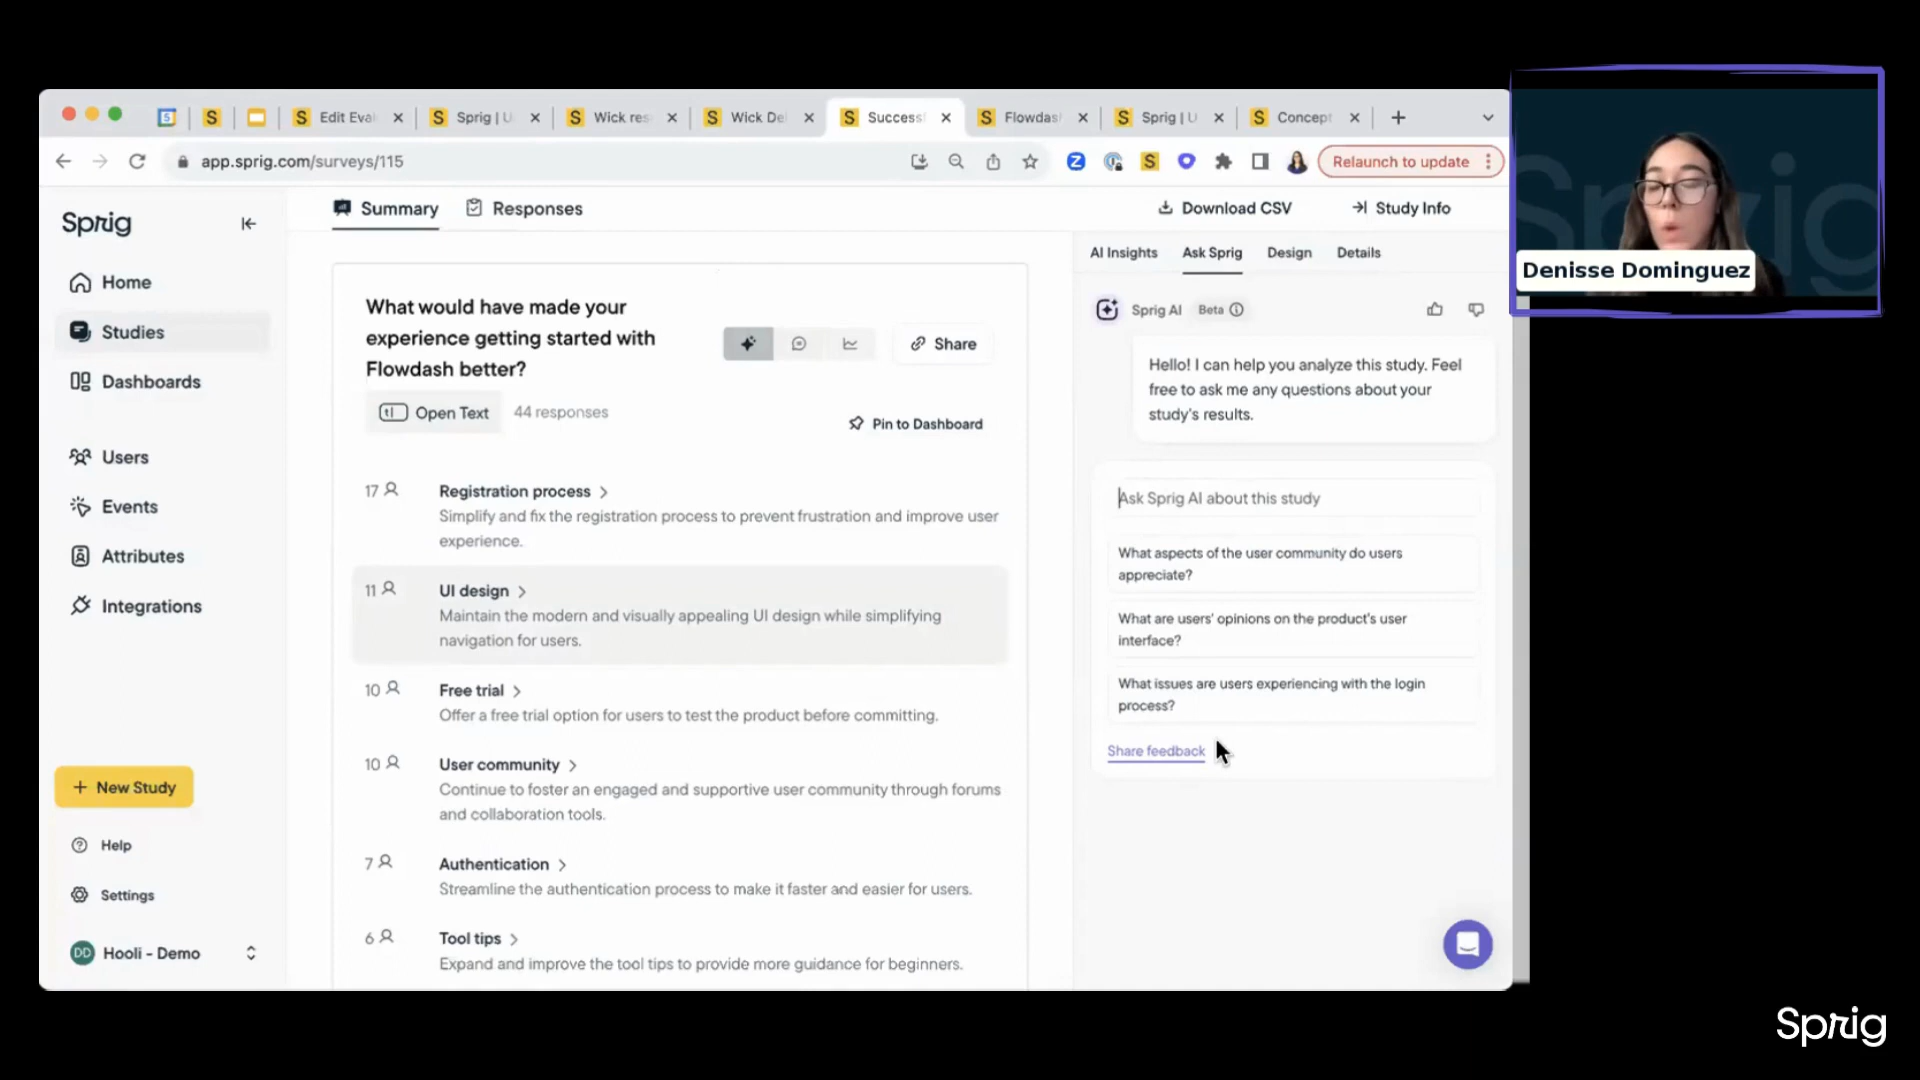 Edit Eva
Sprig | U
Wick res
Wick De
Success
Flowdas
Sprig | U
Concept
app.sprig.com/surveys/115
Relaunch to update
Sprig
Home
Studies
Dashboards
Users
Events
Attributes
Integrations
+ New Study
Help
Settings
DD Hooli - Demo
Summary
Responses
Download CSV
Study Info
What would have made your
experience getting started with
Flowdash better?
Share
Open Text
44 responses
Pin to Dashboard
17
Registration process >
Simplify and fix the registration process to prevent frustration and improve user
experience.
11
UI design >
Maintain the modern and visually appealing UI design while simplifying
navigation for users.
10
Free trial >
Offer a free trial option for users to test the product before committing.
10
User community >
Continue to foster an engaged and supportive user community through forums
and collaboration tools.
7
Authentication >
Streamline the authentication process to make it faster and easier for users.
6
Tool tips >
Expand and improve the tool tips to provide more guidance for beginners.
AI Insights
Ask Sprig
Design
Details
Sprig AI
Beta
Hello! I can help you analyze this study. Feel
free to ask me any questions about your
study's results.
Ask Sprig AI about this study
What aspects of the user community do users
appreciate?
What are users' opinions on the product's user
interface?
What issues are users experiencing with the login
process?
Share feedback
Denisse Dominguez
Sprig